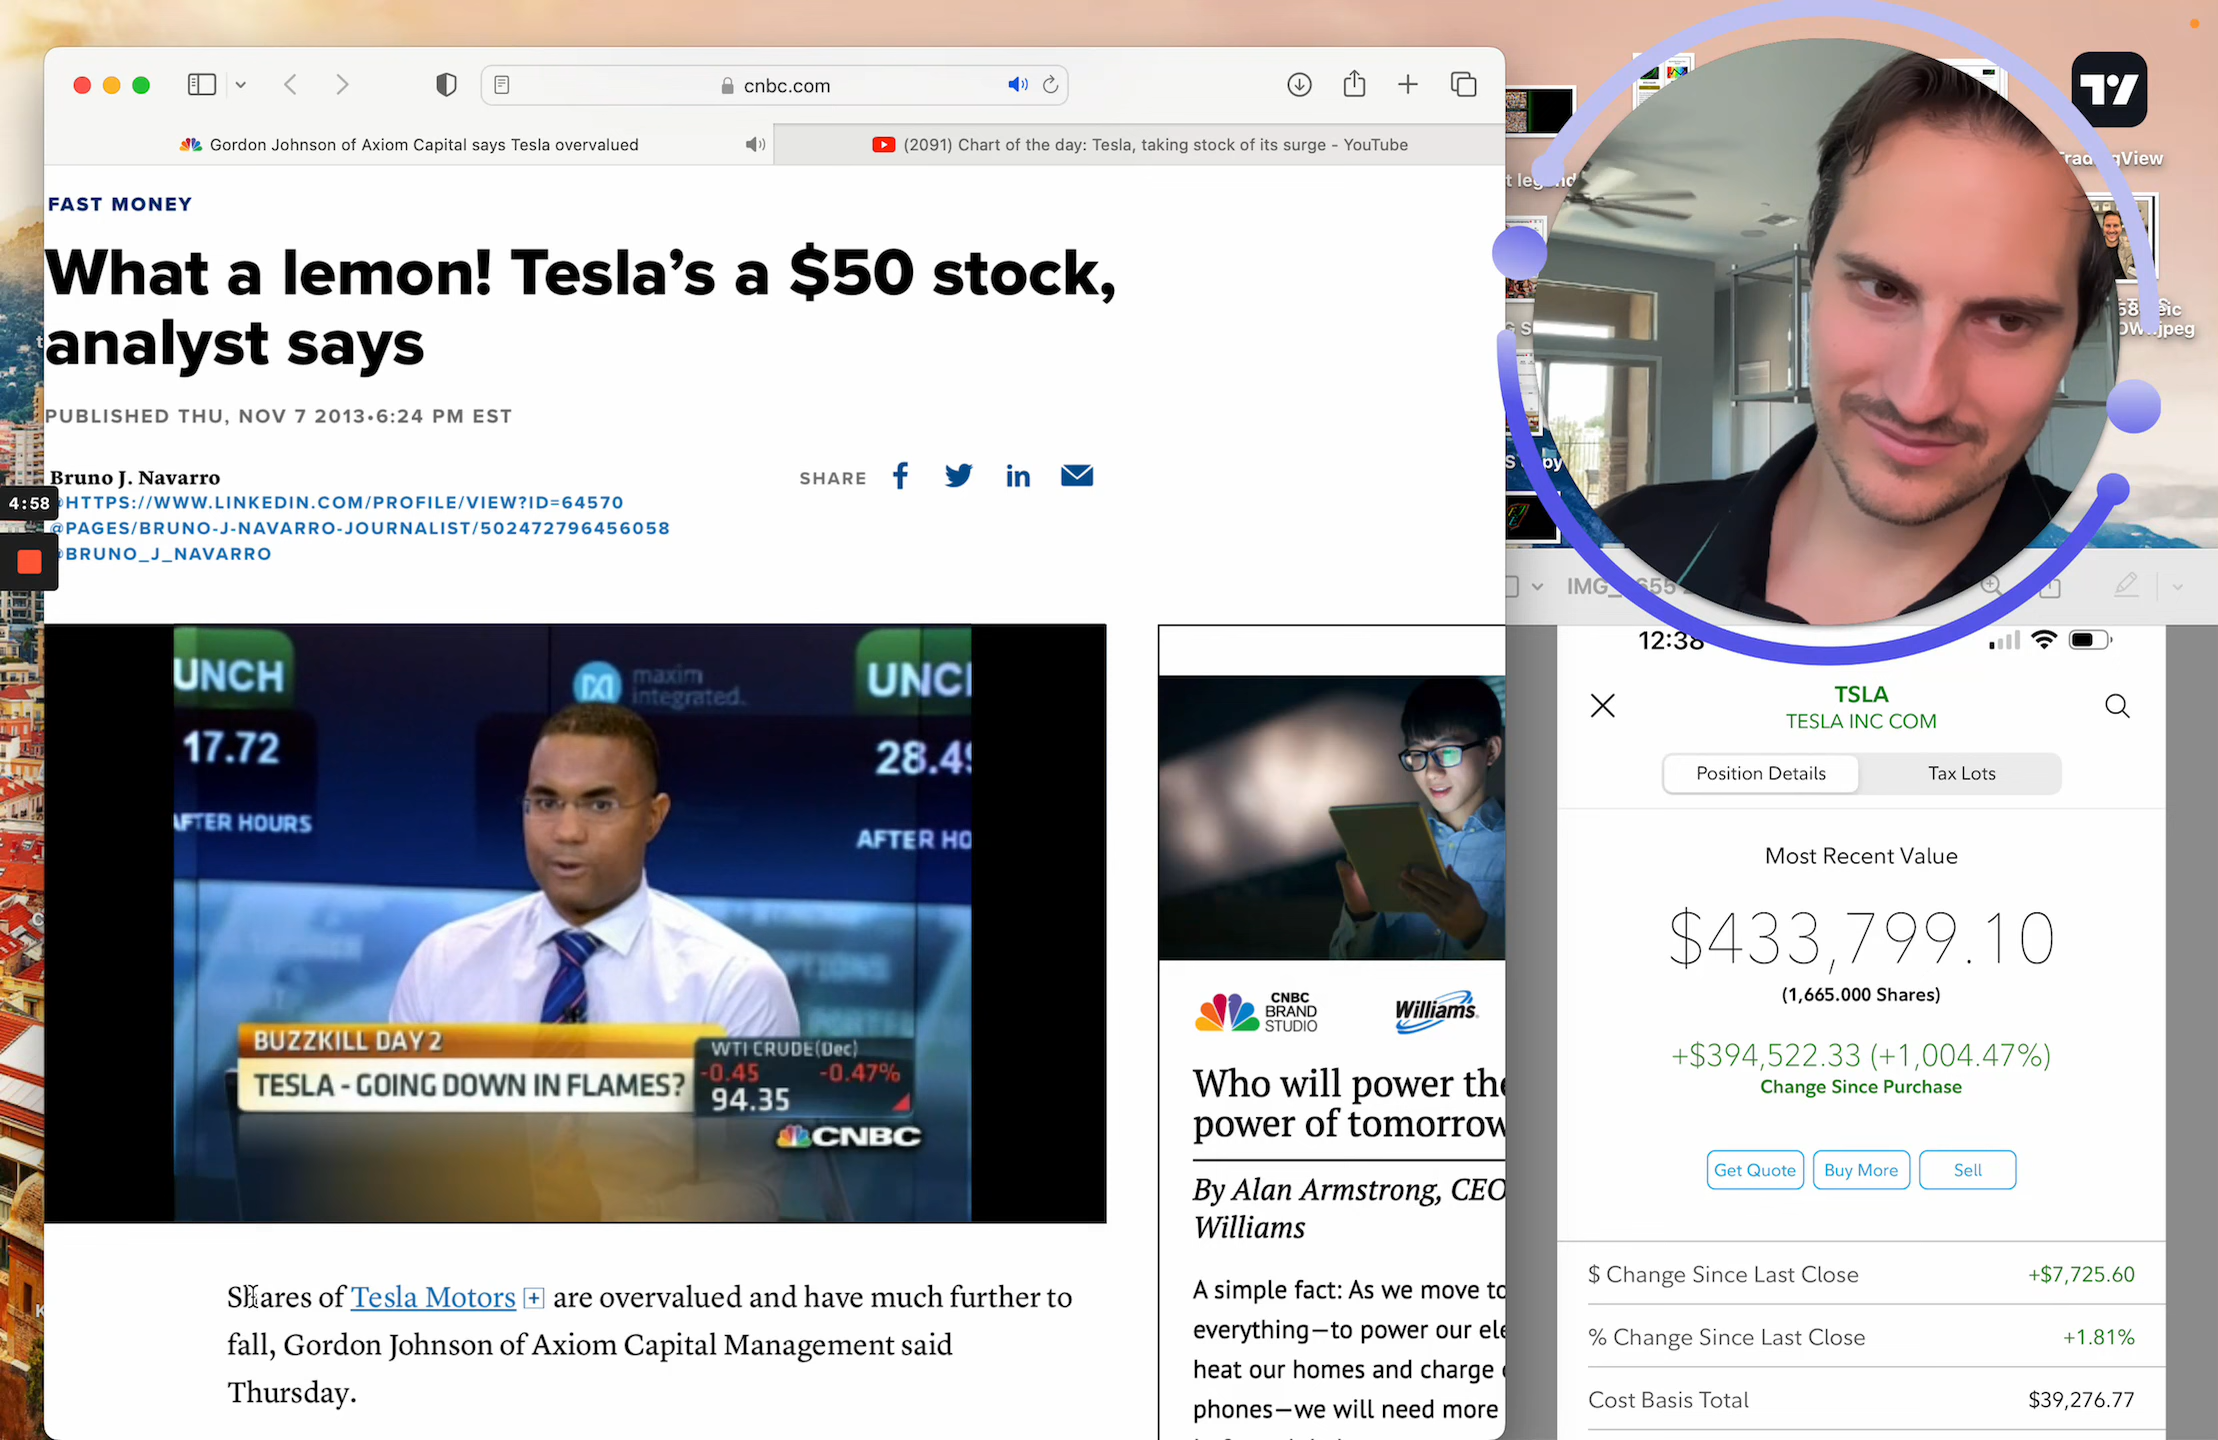 cnbc.com
Gordon Johnson of Axiom Capital says Tesla overvalued
(2091) Chart of the day: Tesla, taking stock of its surge - YouTube
FAST MONEY
What a lemon! Tesla’s a $50 stock,
analyst says
PUBLISHED THU, NOV 7 2013•6:24 PM EST
Bruno J. Navarro
@HTTPS://WWW.LINKEDIN.COM/PROFILE/VIEW?ID=64570
@PAGES/BRUNO-J-NAVARRO-JOURNALIST/502472796456058
@BRUNO_J_NAVARRO
SHARE
4:58
UNCH
maxim
integrated.
UNC
17.72
28.49
AFTER HOURS
AFTER HO
BUZZKILL DAY 2
TESLA - GOING DOWN IN FLAMES?
WTI CRUDE(Dec)
-0.45 -0.47%
94.35
CNBC
Shares of Tesla Motors are overvalued and have much further to
fall, Gordon Johnson of Axiom Capital Management said
Thursday.
CNBC
BRAND
STUDIO
Williams
Who will power the
power of tomorrow
By Alan Armstrong, CEO
Williams
A simple fact: As we move to
everything—to power our ele
heat our homes and charge
phones—we will need more
TradingView
12:38
TSLA
TESLA INC COM
Position Details
Tax Lots
Most Recent Value
$433,799.10
(1,665.000 Shares)
+$394,522.33 (+1,004.47%)
Change Since Purchase
Get Quote
Buy More
Sell
$ Change Since Last Close +$7,725.60
% Change Since Last Close +1.81%
Cost Basis Total $39,276.77